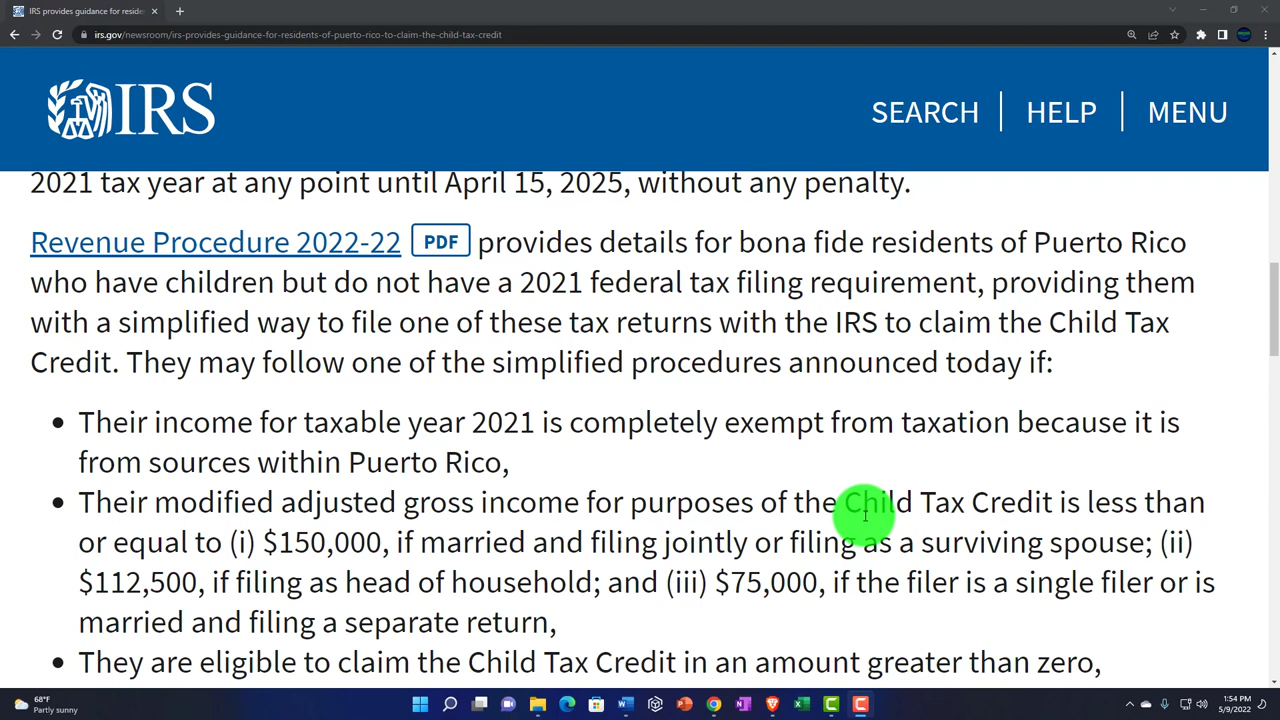 IRS provides guidance for reside
irs.gov/newsroom/irs-provides-guidance-for-residents-of-puerto-rico-to-claim-the-child-tax-credit
IRS
SEARCH HELP MENU
2021 tax year at any point until April 15, 2025, without any penalty.
Revenue Procedure 2022-22 PDF provides details for bona fide residents of Puerto Rico
who have children but do not have a 2021 federal tax filing requirement, providing them
with a simplified way to file one of these tax returns with the IRS to claim the Child Tax
Credit. They may follow one of the simplified procedures announced today if:
• Their income for taxable year 2021 is completely exempt from taxation because it is
from sources within Puerto Rico,
• Their modified adjusted gross income for purposes of the Child Tax Credit is less than
or equal to (i) $150,000, if married and filing jointly or filing as a surviving spouse; (ii)
$112,500, if filing as head of household; and (iii) $75,000, if the filer is a single filer or is
married and filing a separate return,
• They are eligible to claim the Child Tax Credit in an amount greater than zero,
68°F
Partly sunny
1:54 PM
5/9/2022